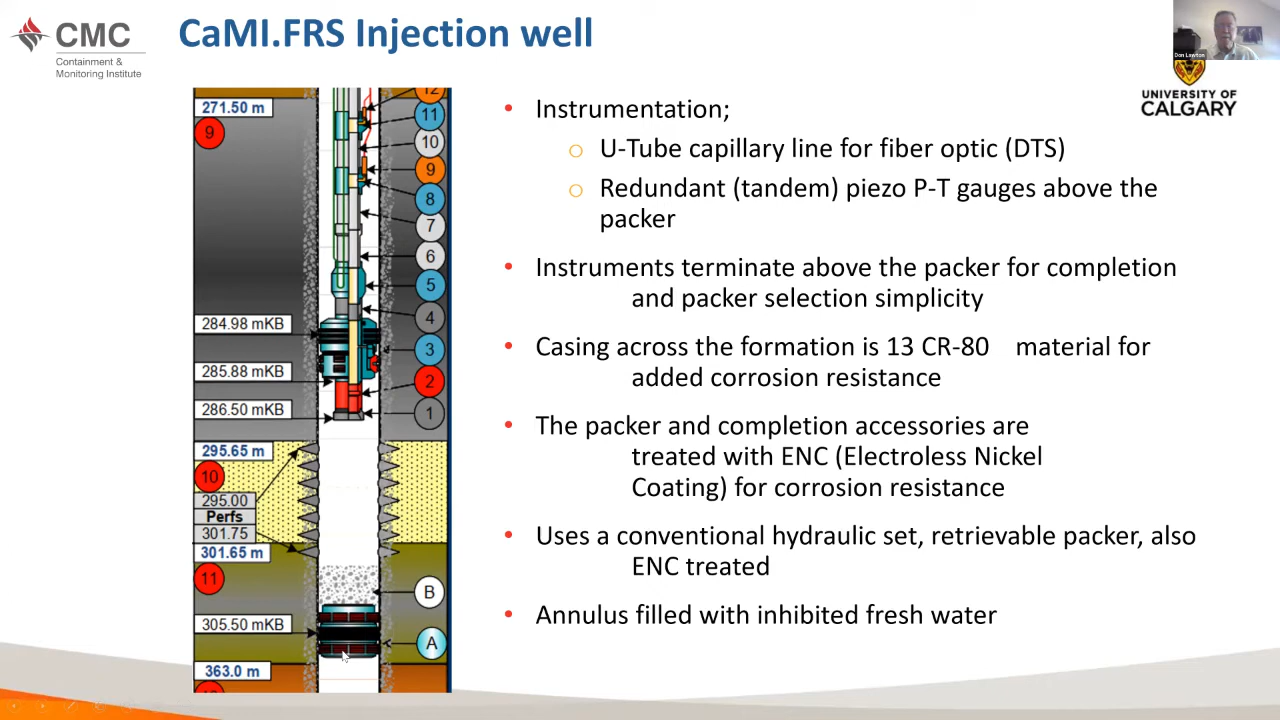 CMC
Containment &
Monitoring Institute
CaMI.FRS Injection well
Don Lawton
UNIVERSITY OF
CALGARY
271.50 m
9
12
11
10
9
8
7
6
5
284.98 mKB
4
3
285.88 mKB
2
286.50 mKB
1
295.65 m
10
295.00
Perfs
301.75
301.65 m
11
B
305.50 mKB
A
363.0 m
• Instrumentation;
o U-Tube capillary line for fiber optic (DTS)
o Redundant (tandem) piezo P-T gauges above the
packer
• Instruments terminate above the packer for completion
and packer selection simplicity
• Casing across the formation is 13 CR-80 material for
added corrosion resistance
• The packer and completion accessories are
treated with ENC (Electroless Nickel
Coating) for corrosion resistance
• Uses a conventional hydraulic set, retrievable packer, also
ENC treated
• Annulus filled with inhibited fresh water